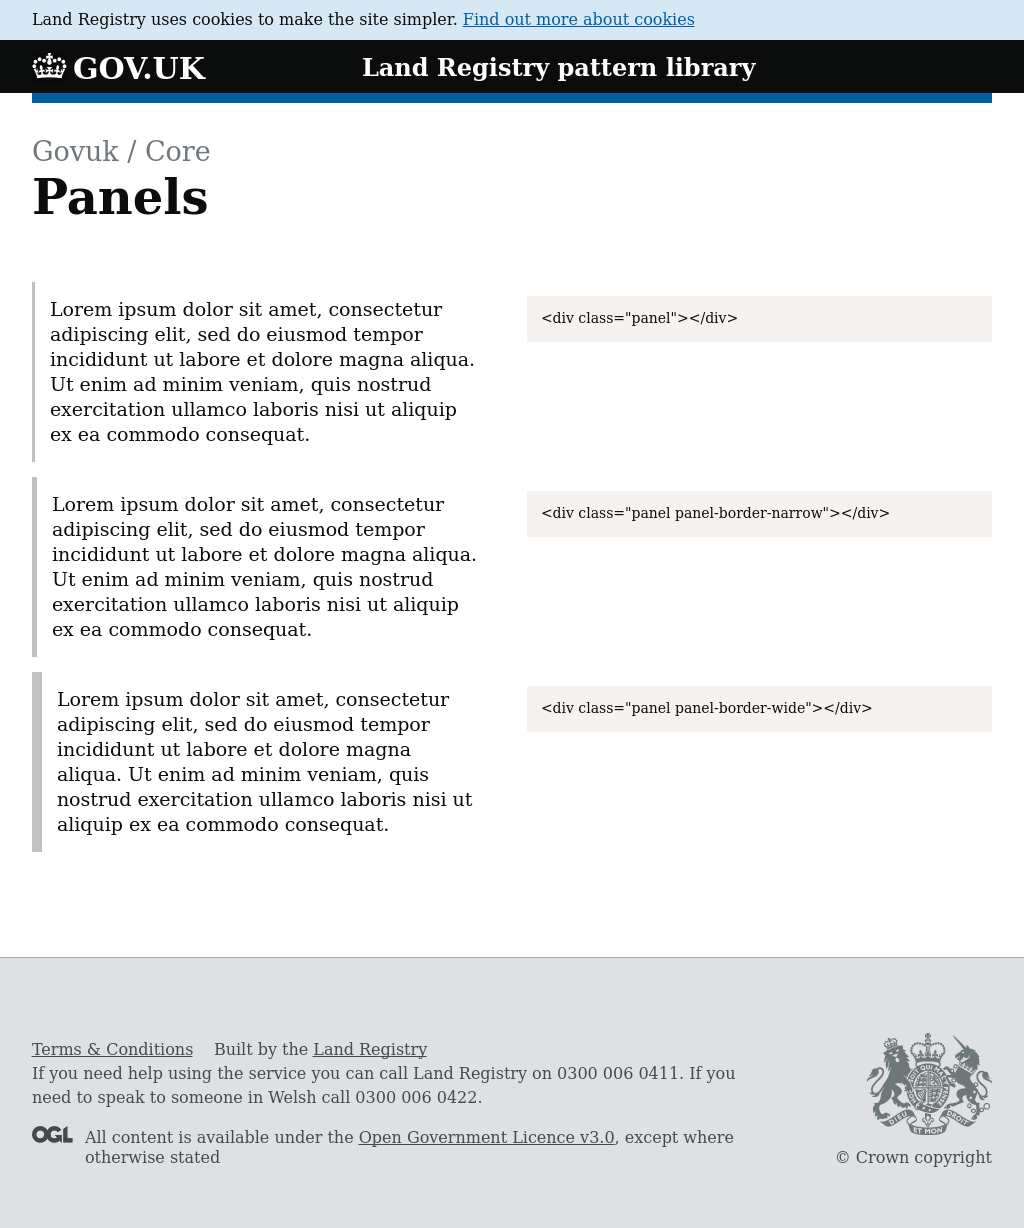 Land Registry uses cookies to make the site simpler. Find out more about cookies
GOV.UK
Land Registry pattern library
Govuk / Core
Panels
Lorem ipsum dolor sit amet, consectetur
adipiscing elit, sed do eiusmod tempor
incididunt ut labore et dolore magna aliqua.
Ut enim ad minim veniam, quis nostrud
exercitation ullamco laboris nisi ut aliquip
ex ea commodo consequat.
<div class="panel"></div>
Lorem ipsum dolor sit amet, consectetur
adipiscing elit, sed do eiusmod tempor
incididunt ut labore et dolore magna aliqua.
Ut enim ad minim veniam, quis nostrud
exercitation ullamco laboris nisi ut aliquip
ex ea commodo consequat.
<div class="panel panel-border-narrow"></div>
Lorem ipsum dolor sit amet, consectetur
adipiscing elit, sed do eiusmod tempor
incididunt ut labore et dolore magna
aliqua. Ut enim ad minim veniam, quis
nostrud exercitation ullamco laboris nisi ut
aliquip ex ea commodo consequat.
<div class="panel panel-border-wide"></div>
Terms & Conditions Built by the Land Registry
If you need help using the service you can call Land Registry on 0300 006 0411. If you
need to speak to someone in Welsh call 0300 006 0422.
OGL
All content is available under the Open Government Licence v3.0, except where
otherwise stated
DIEU ET MON DROIT
© Crown copyright